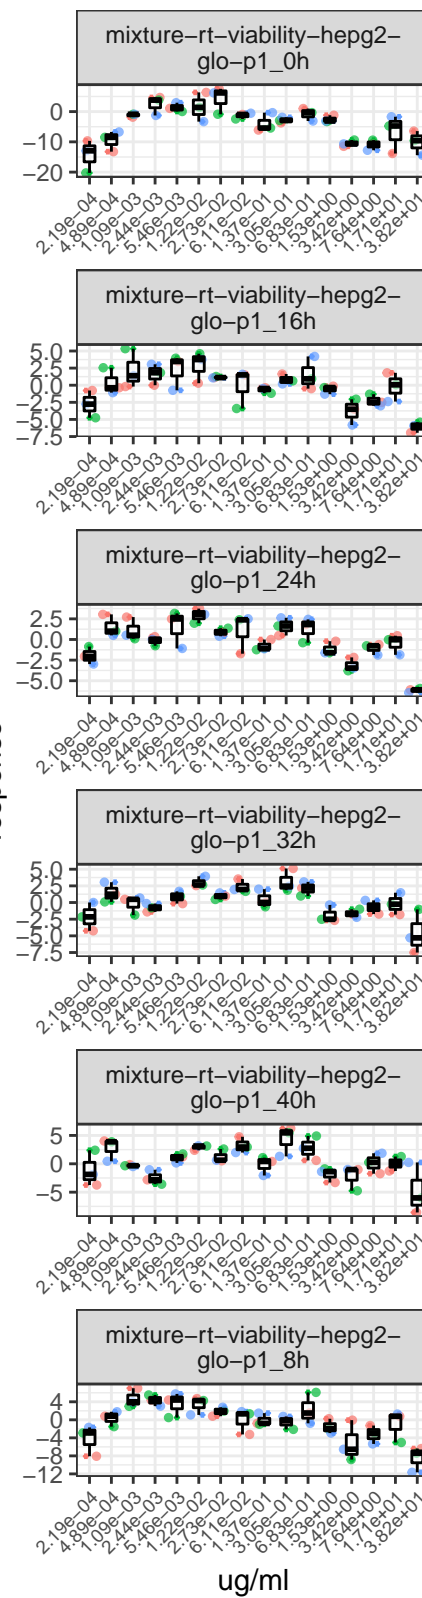 mixture−rt−viability−hepg2−
glo−p1_0h
0
−10
−20
2.19e−04
4.89e−04
1.09e−03
2.44e−03
5.46e−03
1.22e−02
2.73e−02
6.11e−02
1.37e−01
3.05e−01
6.83e−01
1.53e+00
3.42e+00
7.64e+00
1.71e+01
3.82e+01
mixture−rt−viability−hepg2−
glo−p1_16h
5.0
2.5
0.0
−2.5
−5.0
−7.5
2.19e−04
4.89e−04
1.09e−03
2.44e−03
5.46e−03
1.22e−02
2.73e−02
6.11e−02
1.37e−01
3.05e−01
6.83e−01
1.53e+00
3.42e+00
7.64e+00
1.71e+01
3.82e+01
mixture−rt−viability−hepg2−
glo−p1_24h
2.5
0.0
−2.5
−5.0
2.19e−04
4.89e−04
1.09e−03
2.44e−03
5.46e−03
1.22e−02
2.73e−02
6.11e−02
1.37e−01
3.05e−01
6.83e−01
1.53e+00
3.42e+00
7.64e+00
1.71e+01
3.82e+01
mixture−rt−viability−hepg2−
glo−p1_32h
5.0
2.5
0.0
−2.5
−5.0
−7.5
2.19e−04
4.89e−04
1.09e−03
2.44e−03
5.46e−03
1.22e−02
2.73e−02
6.11e−02
1.37e−01
3.05e−01
6.83e−01
1.53e+00
3.42e+00
7.64e+00
1.71e+01
3.82e+01
mixture−rt−viability−hepg2−
glo−p1_40h
5
0
−5
2.19e−04
4.89e−04
1.09e−03
2.44e−03
5.46e−03
1.22e−02
2.73e−02
6.11e−02
1.37e−01
3.05e−01
6.83e−01
1.53e+00
3.42e+00
7.64e+00
1.71e+01
3.82e+01
mixture−rt−viability−hepg2−
glo−p1_8h
4
0
−4
−8
−12
2.19e−04
4.89e−04
1.09e−03
2.44e−03
5.46e−03
1.22e−02
2.73e−02
6.11e−02
1.37e−01
3.05e−01
6.83e−01
1.53e+00
3.42e+00
7.64e+00
1.71e+01
3.82e+01
ug/ml